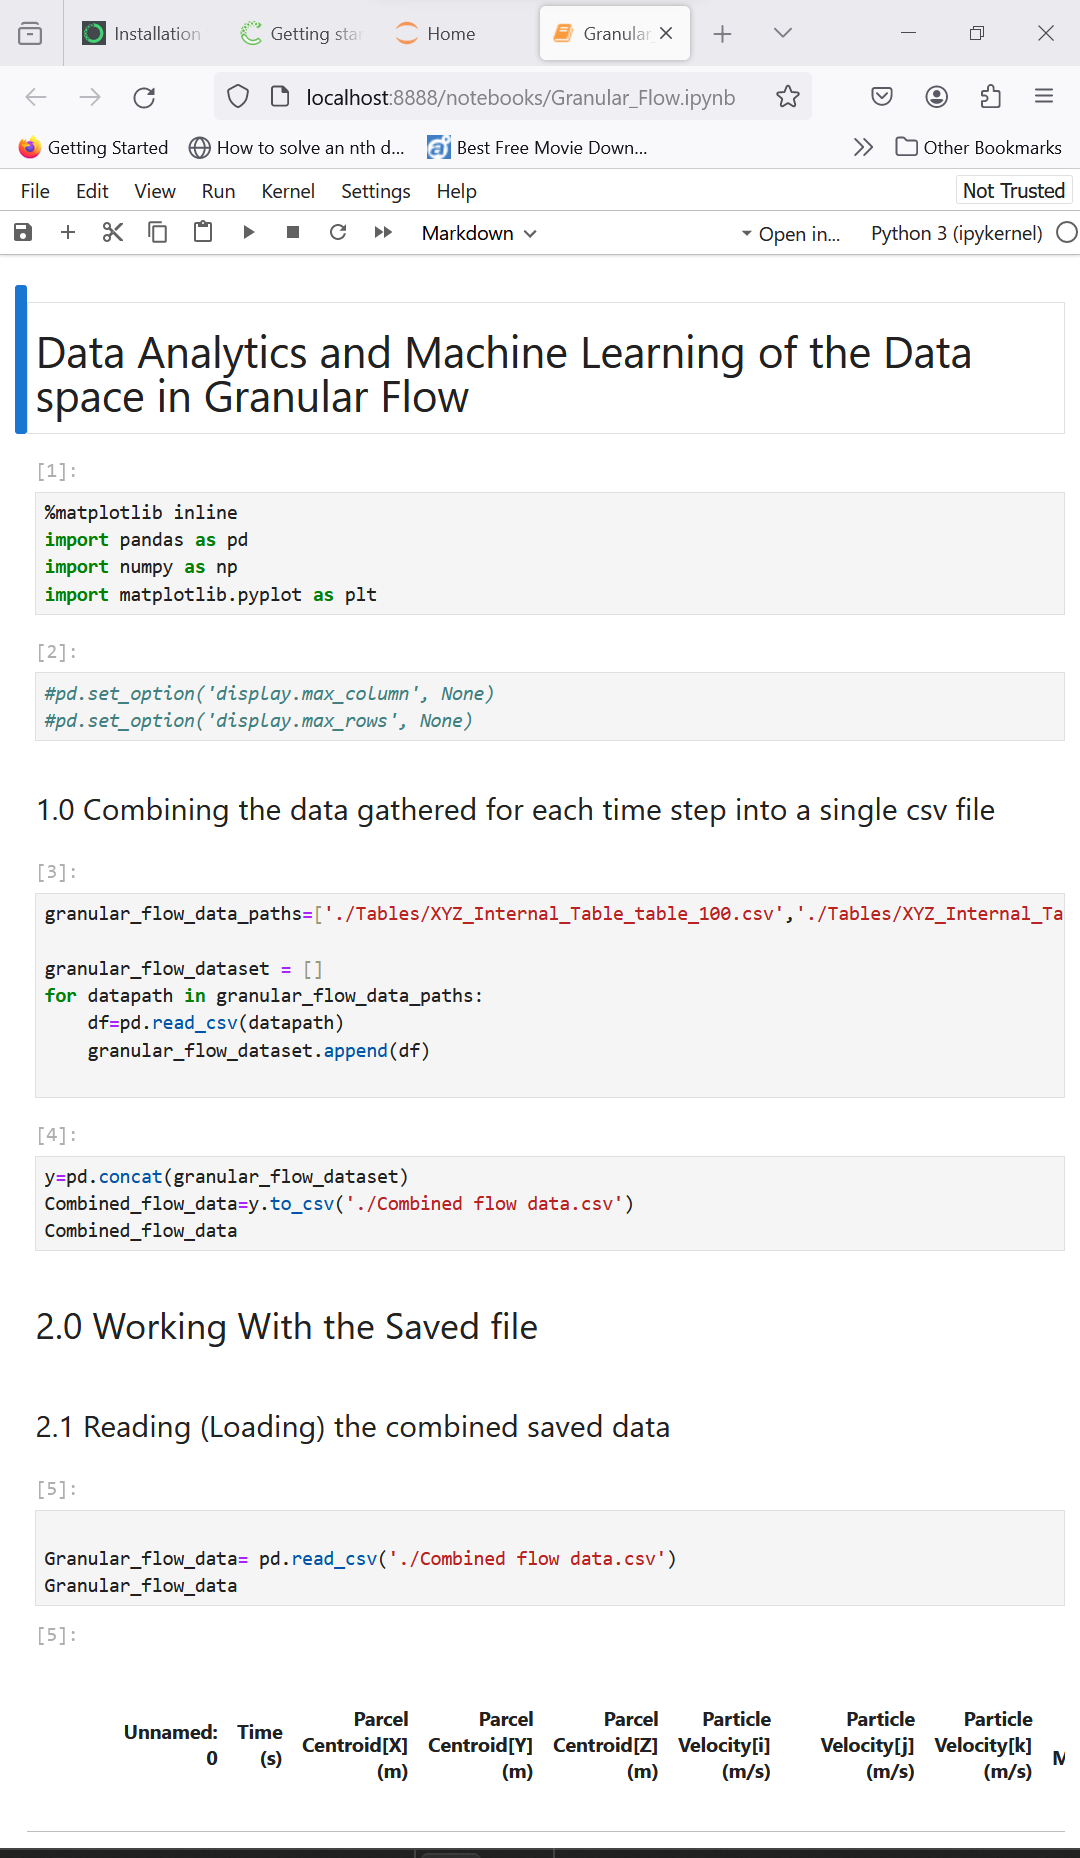 Installation
Getting star
Home
Granular
localhost:8888/notebooks/Granular_Flow.ipynb
Getting Started
How to solve an nth d...
Best Free Movie Down...
Other Bookmarks
File Edit View Run Kernel Settings Help
Not Trusted
Markdown
Open in...
Python 3 (ipykernel)
Data Analytics and Machine Learning of the Data
space in Granular Flow
[1]:
%matplotlib inline
import pandas as pd
import numpy as np
import matplotlib.pyplot as plt
[2]:
#pd.set_option('display.max_column', None)
#pd.set_option('display.max_rows', None)
1.0 Combining the data gathered for each time step into a single csv file
[3]:
granular_flow_data_paths=['./Tables/XYZ_Internal_Table_table_100.csv','./Tables/XYZ_Internal_Ta
granular_flow_dataset = []
for datapath in granular_flow_data_paths:
    df=pd.read_csv(datapath)
    granular_flow_dataset.append(df)
[4]:
y=pd.concat(granular_flow_dataset)
Combined_flow_data=y.to_csv('./Combined flow data.csv')
Combined_flow_data
2.0 Working With the Saved file
2.1 Reading (Loading) the combined saved data
[5]:
Granular_flow_data= pd.read_csv('./Combined flow data.csv')
Granular_flow_data
[5]:
Unnamed: 0
Time (s)
Parcel Centroid[X] (m)
Parcel Centroid[Y] (m)
Parcel Centroid[Z] (m)
Particle Velocity[i] (m/s)
Particle Velocity[j] (m/s)
Particle Velocity[k] (m/s)